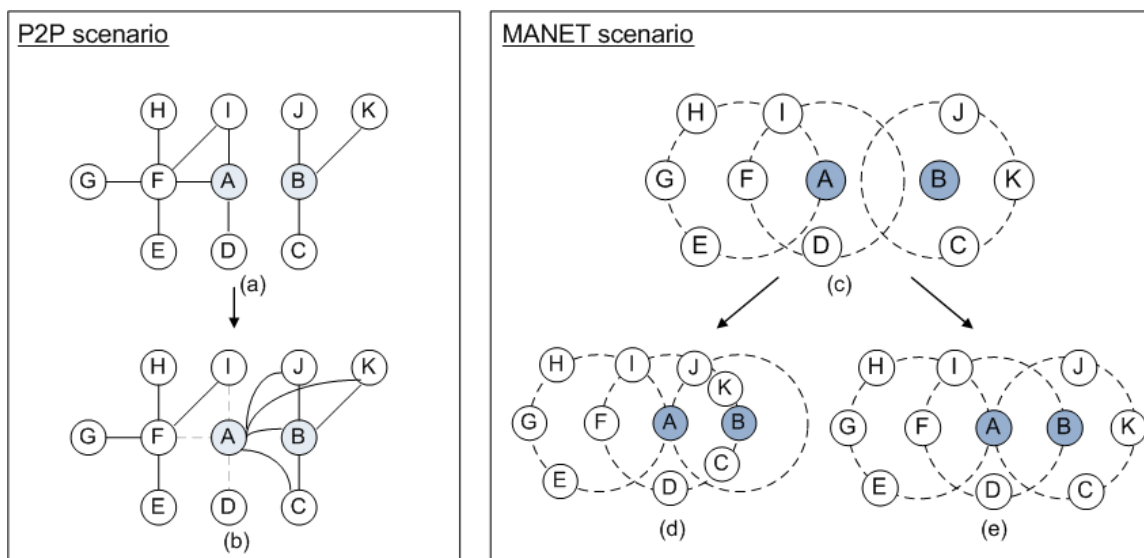 P2P scenario
H I J K
G F A B
E D C
(a)
H I J K
G F A B
E D C
(b)
MANET scenario
H I J
G F A B K
E D C
(c)
H I J K
G F A B
E D C
(d)
H I J
G F A B K
E D C
(e)